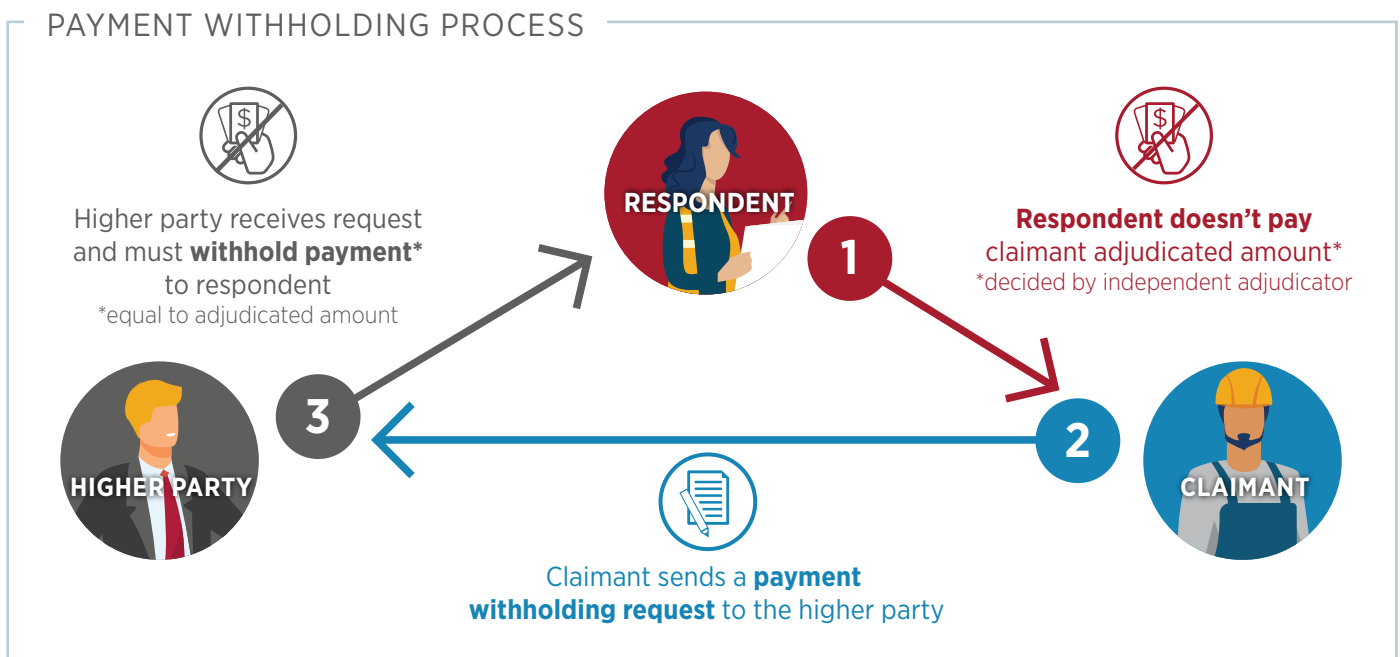 PAYMENT WITHHOLDING PROCESS
$
Higher party receives request
and must withhold payment*
to respondent
*equal to adjudicated amount
RESPONDENT
1
$
Respondent doesn’t pay
claimant adjudicated amount*
*decided by independent adjudicator
HIGHER PARTY
3
2
CLAIMANT
Claimant sends a payment
withholding request to the higher party